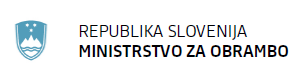 REPUBLIKA SLOVENIJA
MINISTRSTVO ZA OBRAMBO